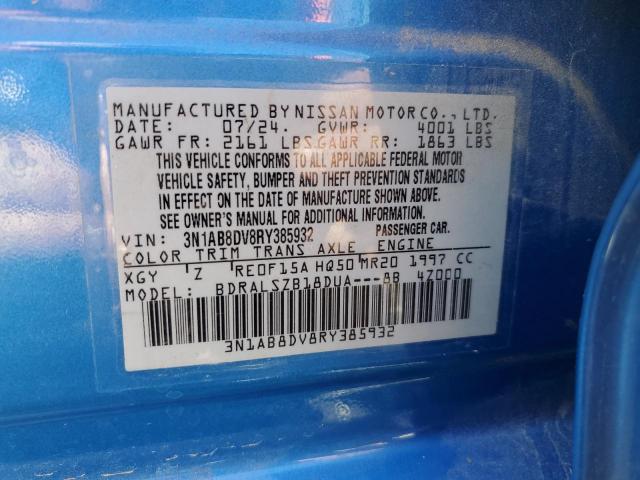 MANUFACTURED BY NISSAN MOTOR CO., LTD.
DATE: 07/24. GVWR: 4001 LBS
GAWR FR: 2161 LBS GAWR RR: 1863 LBS
THIS VEHICLE CONFORMS TO ALL APPLICABLE FEDERAL MOTOR
VEHICLE SAFETY, BUMPER AND THEFT PREVENTION STANDARDS
IN EFFECT ON THE DATE OF MANUFACTURE SHOWN ABOVE.
SEE OWNER'S MANUAL FOR ADDITIONAL INFORMATION.
VIN: 3N1AB8DV8RY385932 PASSENGER CAR.
COLOR TRIM TRANS AXLE ENGINE
XGY Z RE0F15A HQ50 MR20 1997 CC
MODEL: BDRALSZB18DUA---BB 47000
3N1AB8DV8RY385932